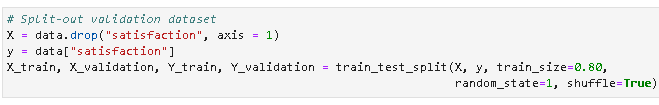 # Split-out validation dataset
X = data.drop("satisfaction", axis = 1)
y = data["satisfaction"]
X_train, X_validation, Y_train, Y_validation = train_test_split(X, y, train_size=0.80,
random_state=1, shuffle=True)